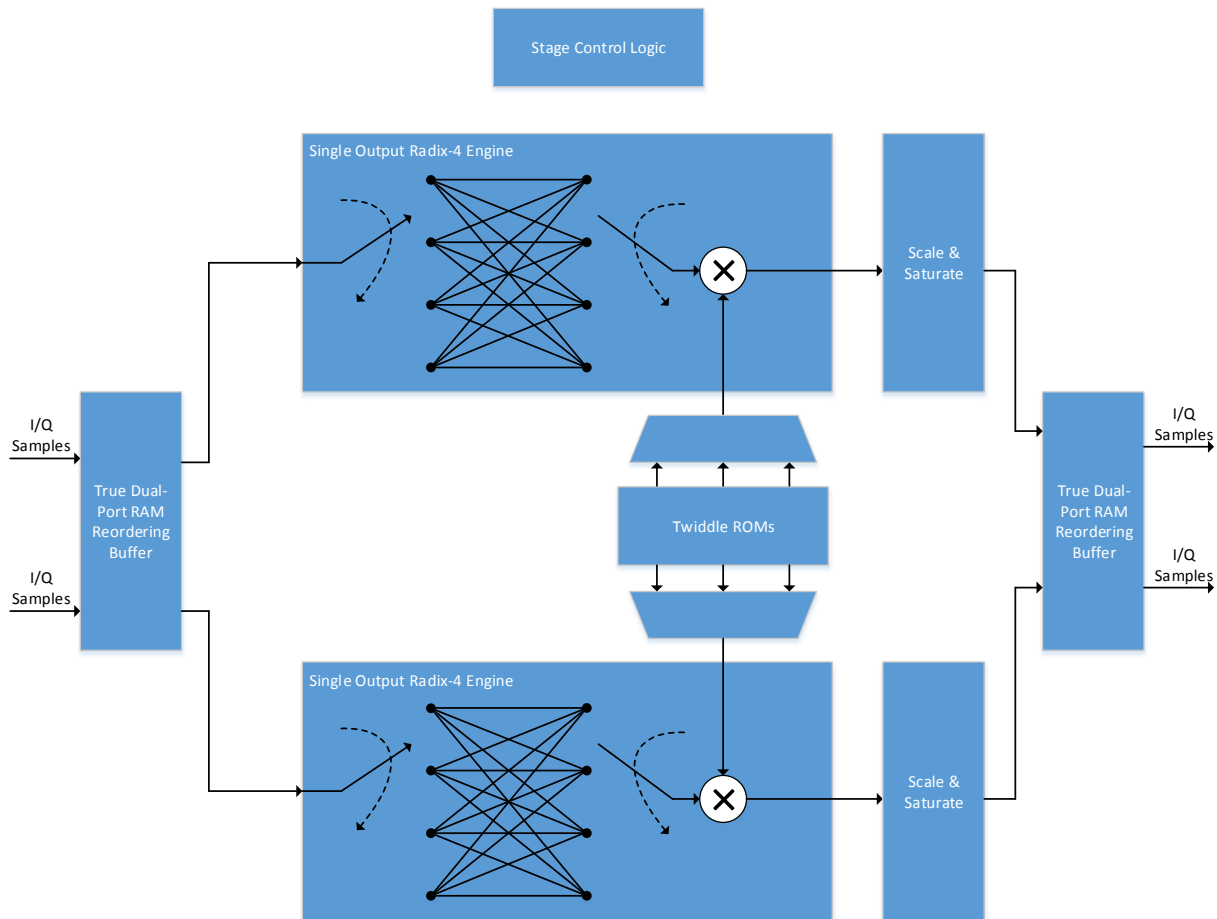 Stage Control Logic
Single Output Radix-4 Engine
Scale &
Saturate
I/Q
Samples
True Dual-
Port RAM
Reordering
Buffer
I/Q
Samples
Twiddle ROMs
True Dual-
Port RAM
Reordering
Buffer
I/Q
Samples
I/Q
Samples
Single Output Radix-4 Engine
Scale &
Saturate